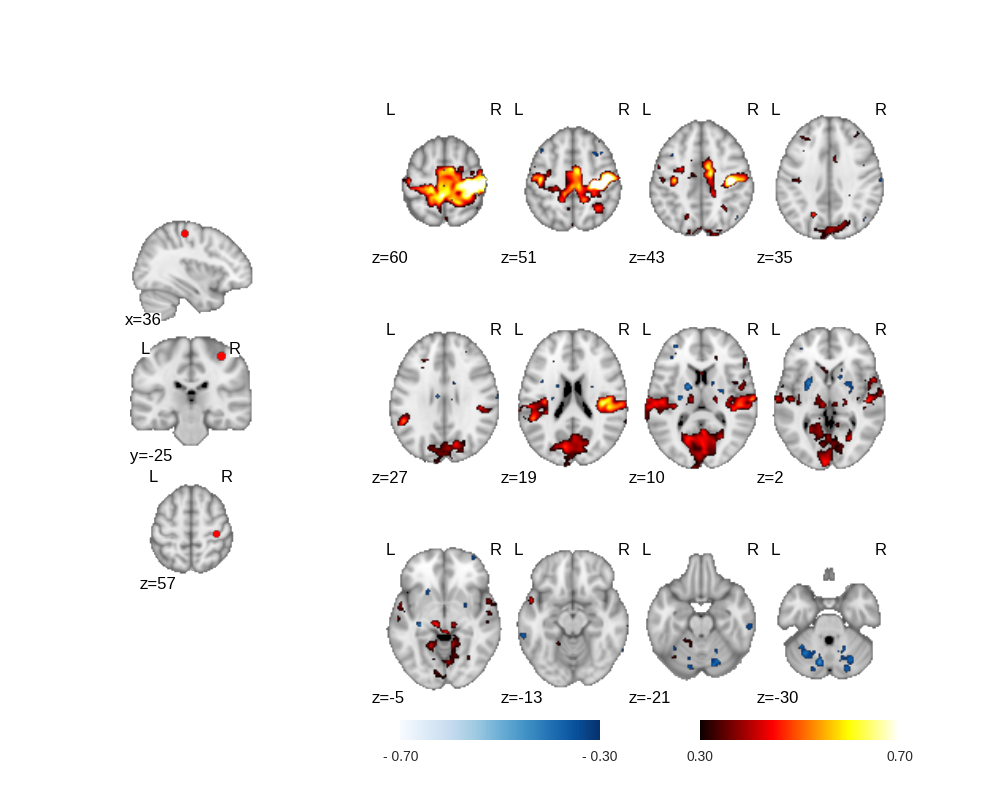 L R L R L R L R
z=60 z=51 z=43 z=35
x=36
L R L R L R L R
L R
y=-25
z=27 z=19 z=10 z=2
L R
z=57
L R L R L R L R
z=-5 z=-13 z=-21 z=-30
- 0.70 - 0.30 0.30 0.70